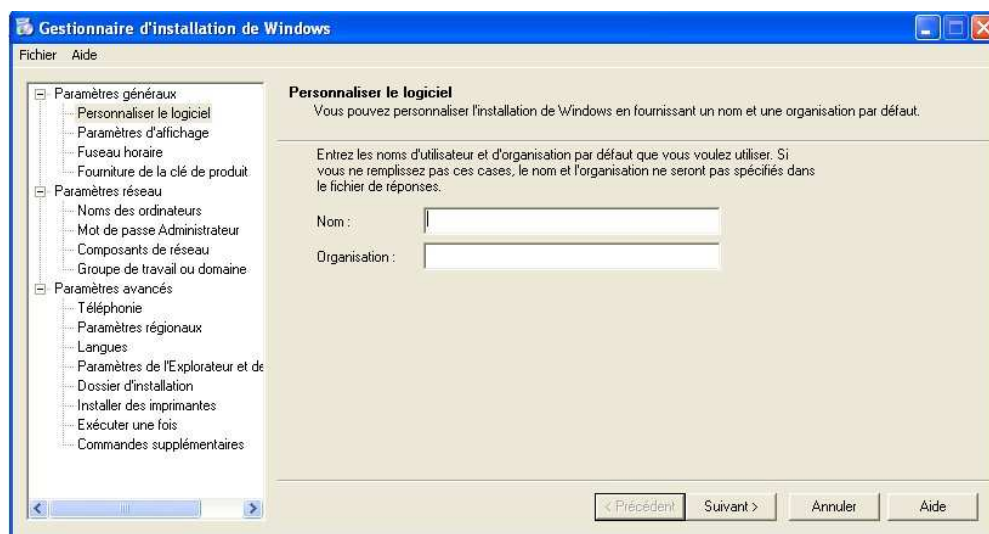 Gestionnaire d'installation de Windows
Fichier Aide
Paramètres généraux
Personnaliser le logiciel
Paramètres d'affichage
Fuseau horaire
Fourniture de la clé de produit
Paramètres réseau
Noms des ordinateurs
Mot de passe Administrateur
Composants de réseau
Groupe de travail ou domaine
Paramètres avancés
Téléphonie
Paramètres régionaux
Langues
Paramètres de l'Explorateur et de
Dossier d'installation
Installer des imprimantes
Exécuter une fois
Commandes supplémentaires
Personnaliser le logiciel
Vous pouvez personnaliser l'installation de Windows en fournissant un nom et une organisation par défaut.
Entrez les noms d'utilisateur et d'organisation par défaut que vous voulez utiliser. Si
vous ne remplissez pas ces cases, le nom et l'organisation ne seront pas spécifiés dans
le fichier de réponses.
Nom :
Organisation :
< Précédent Suivant > Annuler Aide